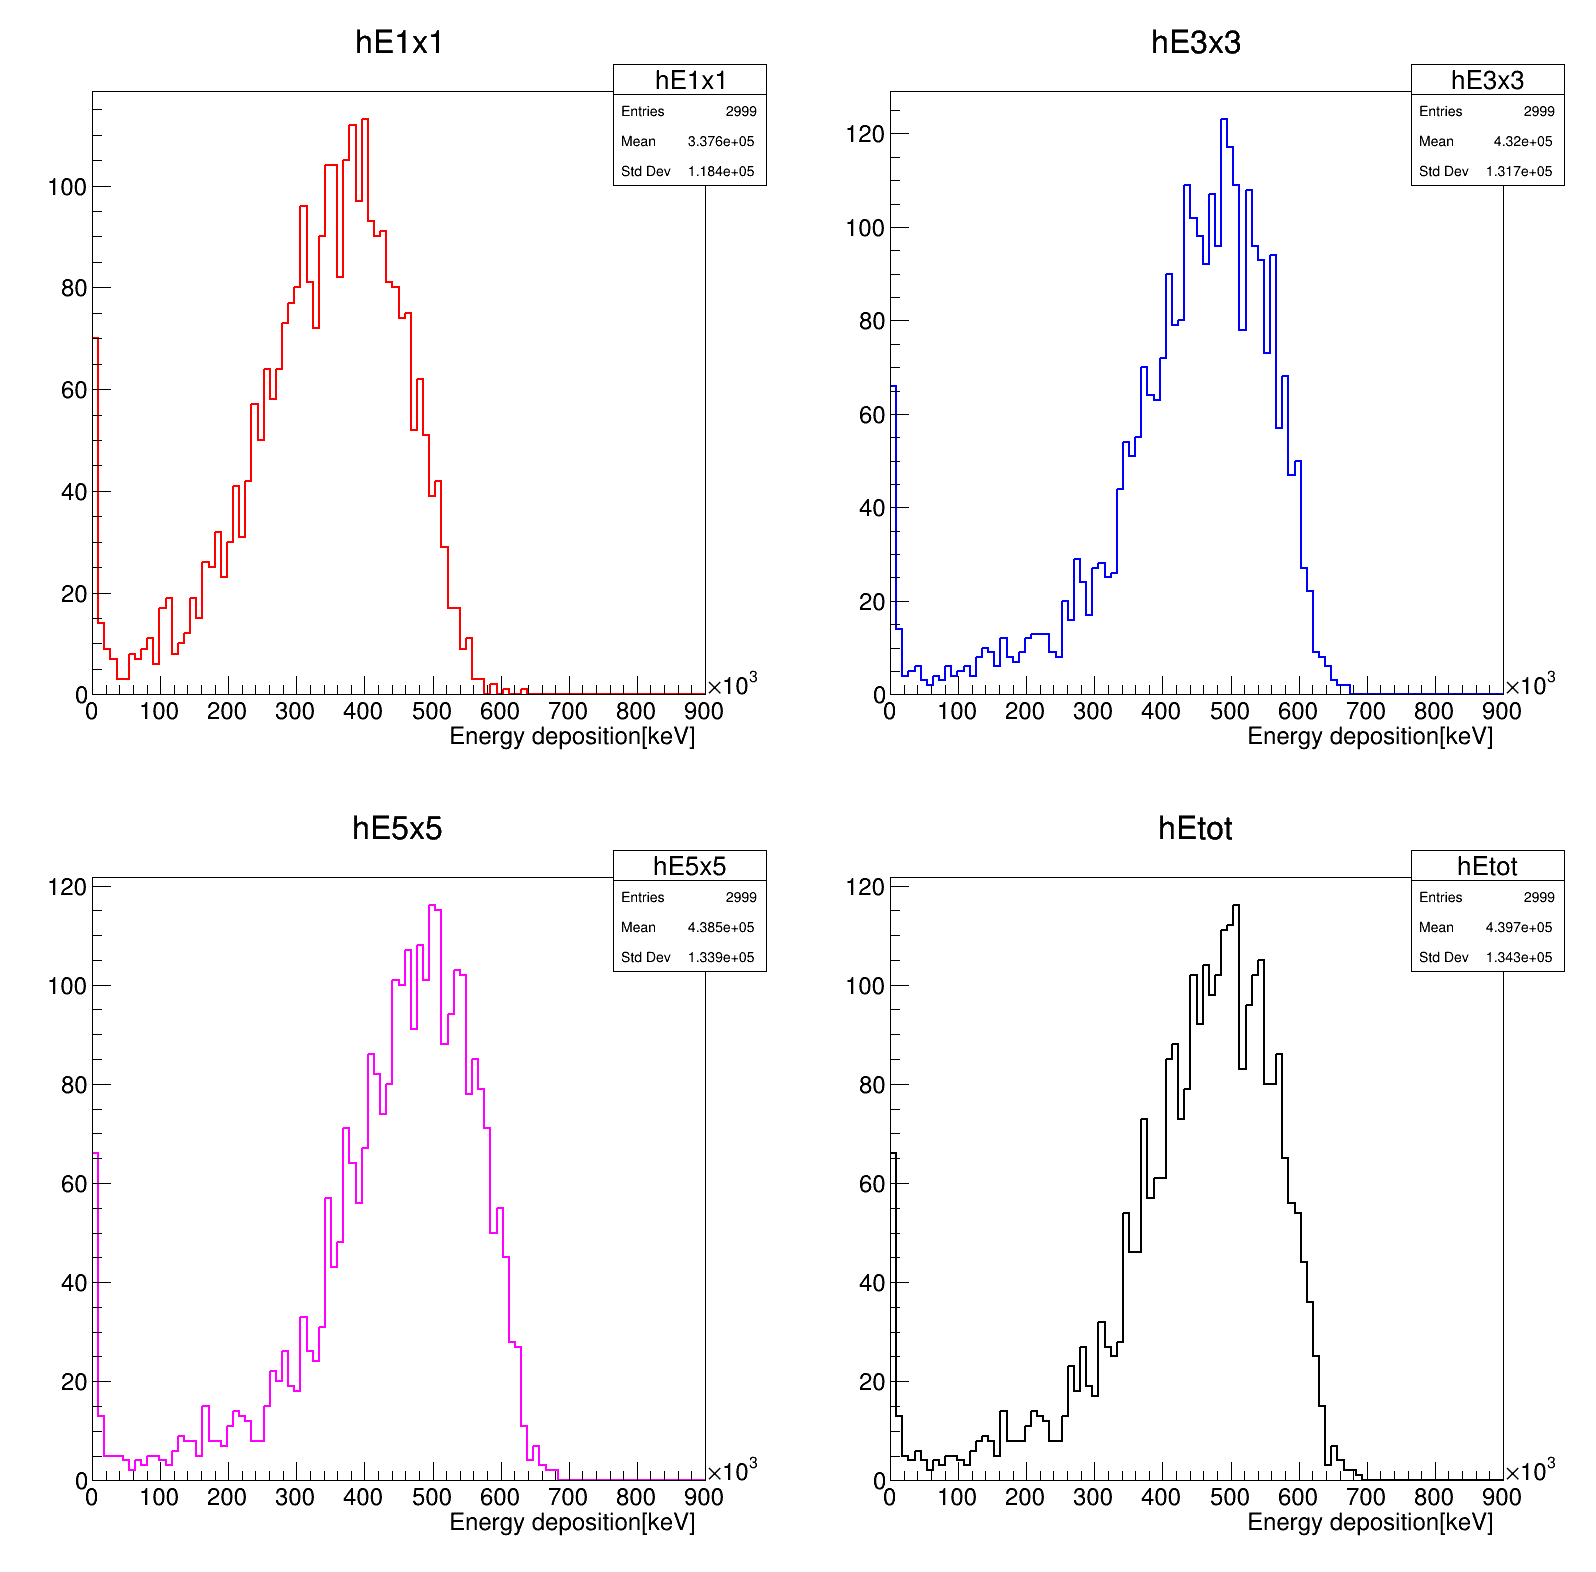 hE1x1
hE1x1
Entries 2999
Mean 3.376e+05
Std Dev 1.184e+05
100
80
60
40
20
0
0 100 200 300 400 500 600 700 800 900
×10³
Energy deposition[keV]
hE3x3
hE3x3
Entries 2999
Mean 4.32e+05
Std Dev 1.317e+05
120
100
80
60
40
20
0
0 100 200 300 400 500 600 700 800 900
×10³
Energy deposition[keV]
hE5x5
hE5x5
Entries 2999
Mean 4.385e+05
Std Dev 1.339e+05
120
100
80
60
40
20
0
0 100 200 300 400 500 600 700 800 900
×10³
Energy deposition[keV]
hEtot
hEtot
Entries 2999
Mean 4.397e+05
Std Dev 1.343e+05
120
100
80
60
40
20
0
0 100 200 300 400 500 600 700 800 900
×10³
Energy deposition[keV]